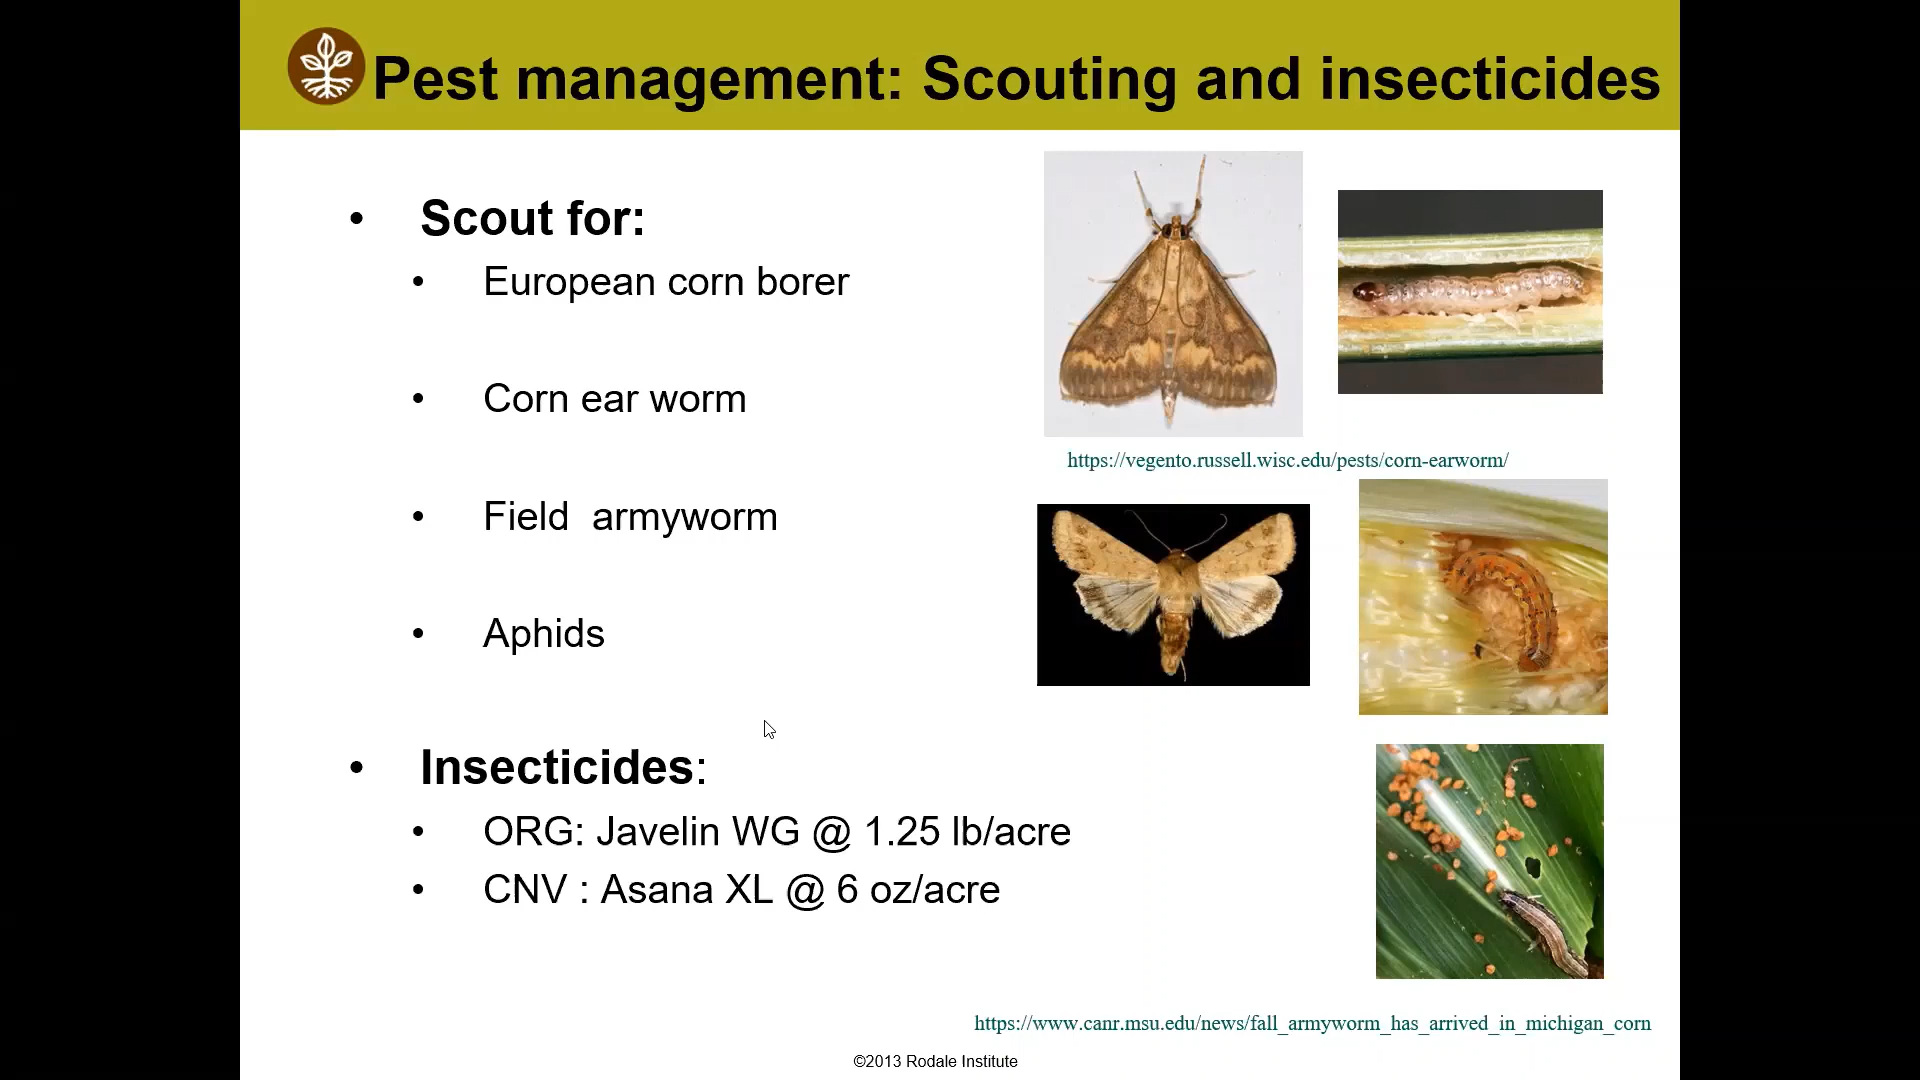 Pest management: Scouting and insecticides
• Scout for:
• European corn borer
• Corn ear worm
https://vegento.russell.wisc.edu/pests/corn-earworm/
• Field armyworm
• Aphids
• Insecticides:
• ORG: Javelin WG @ 1.25 lb/acre
• CNV : Asana XL @ 6 oz/acre
https://www.canr.msu.edu/news/fall_armyworm_has_arrived_in_michigan_corn
©2013 Rodale Institute